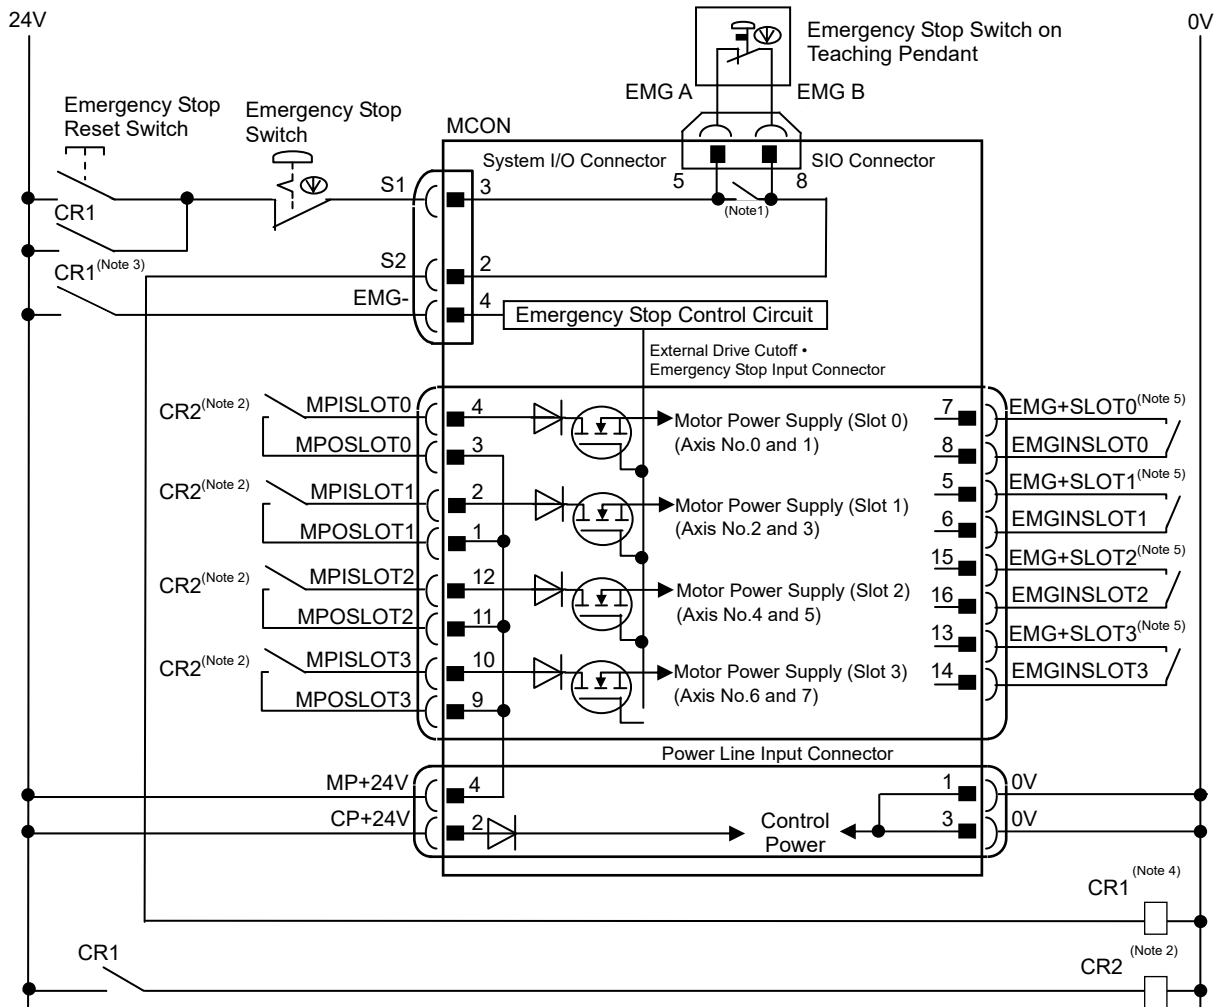 24V
0V
Emergency Stop Switch on
Teaching Pendant
EMG A
EMG B
Emergency Stop
Reset Switch
Emergency Stop
Switch
MCON
System I/O Connector
SIO Connector
5
8
S1
3
(Note1)
CR1
S2
2
CR1(Note 3)
EMG-
4
Emergency Stop Control Circuit
External Drive Cutoff •
Emergency Stop Input Connector
CR2(Note 2)
MPISLOT0
4
Motor Power Supply (Slot 0)
(Axis No.0 and 1)
7
EMG+SLOT0(Note 5)
MPOSLOT0
3
8
EMGINSLOT0
CR2(Note 2)
MPISLOT1
2
Motor Power Supply (Slot 1)
(Axis No.2 and 3)
5
EMG+SLOT1(Note 5)
MPOSLOT1
1
6
EMGINSLOT1
CR2(Note 2)
MPISLOT2
12
Motor Power Supply (Slot 2)
(Axis No.4 and 5)
15
EMG+SLOT2(Note 5)
MPOSLOT2
11
16
EMGINSLOT2
CR2(Note 2)
MPISLOT3
10
Motor Power Supply (Slot 3)
(Axis No.6 and 7)
13
EMG+SLOT3(Note 5)
MPOSLOT3
9
14
EMGINSLOT3
Power Line Input Connector
MP+24V
4
1
0V
CP+24V
2
Control
Power
3
0V
CR1 (Note 4)
CR1
CR2 (Note 2)